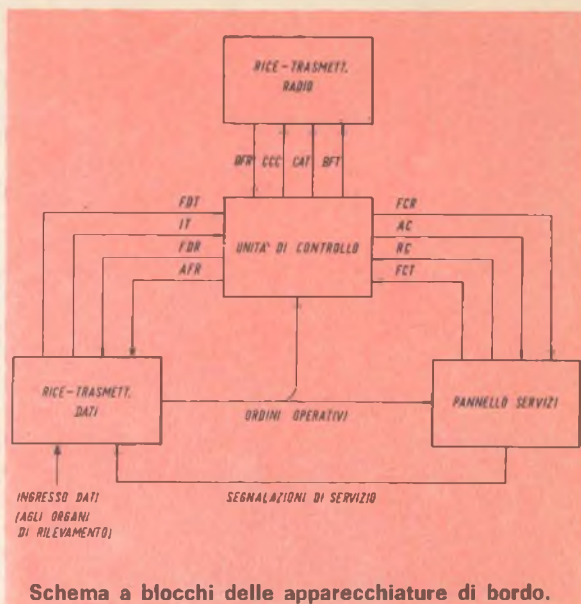 RICE-TRASMETT.
RADIO
BFR CCC CAT BFT
FDT
IT
FDR
AFR
UNITA' DI CONTROLLO
FCR
AC
RC
FCT
RICE-TRASMETT.
DATI
ORDINI OPERATIVI
PANNELLO SERVIZI
INGRESSO DATI
(AGLI ORGANI
DI RILEVAMENTO)
SEGNALAZIONI DI SERVIZIO
Schema a blocchi delle apparecchiature di bordo.